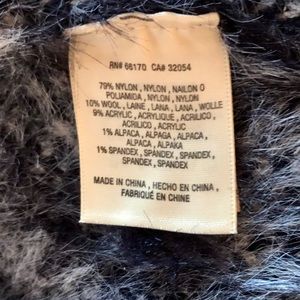 RN# 66170 CA# 32054
79% NYLON , NYLON , NAILON O
POLIAMIDA , NYLON , NYLON
10% WOOL , LAINE , LANA , LANA , WOLLE
9% ACRYLIC , ACRYLIQUE , ACRILICO ,
ACRILICO , ACRYLIC
1% ALPACA , ALPAGA , ALPACA ,
ALPACA , ALPAKA
1% SPANDEX , SPANDEX , SPANDEX ,
SPANDEX , SPANDEX
MADE IN CHINA , HECHO EN CHINA ,
FABRIQUÉ EN CHINE